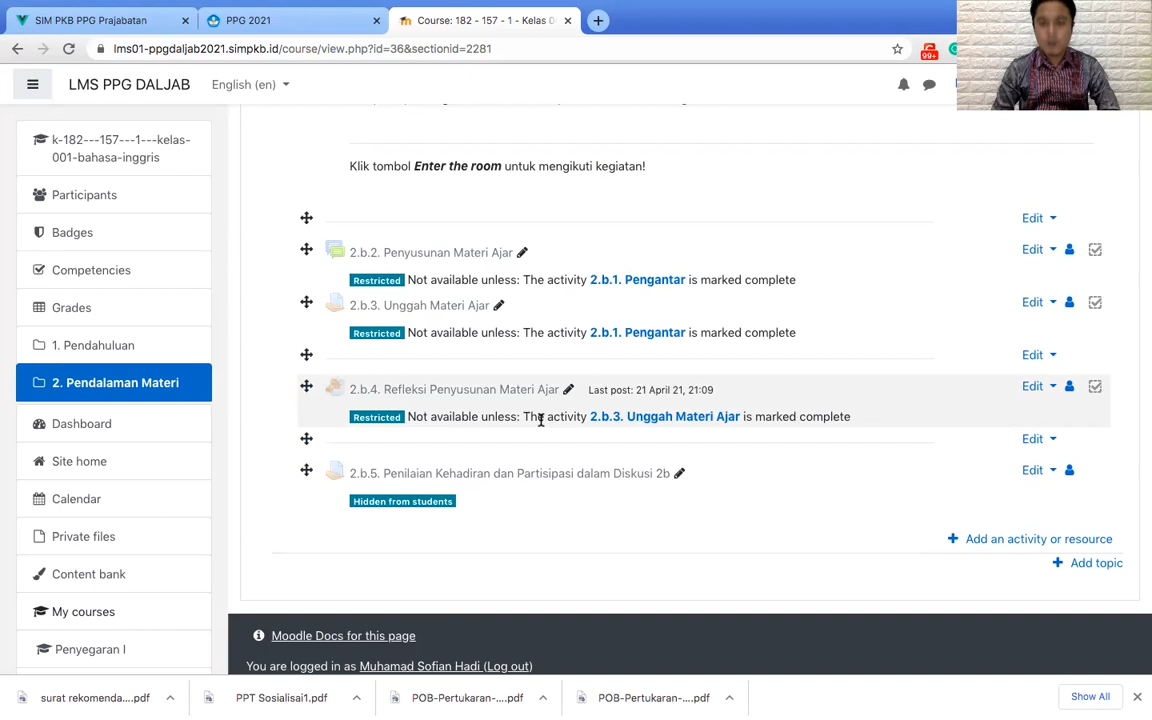 SIM PKB PPG Prajabatan
PPG 2021
Course: 182 - 157 - 1 - Kelas 0
lms01-ppgdaljab2021.simpkb.id/course/view.php?id=36&sectionid=2281
99+
LMS PPG DALJAB
English (en)
k-182---157---1---kelas-
001-bahasa-inggris
Participants
Badges
Competencies
Grades
1. Pendahuluan
2. Pendalaman Materi
Dashboard
Site home
Calendar
Private files
Content bank
My courses
Penyegaran I
Klik tombol Enter the room untuk mengikuti kegiatan!
Edit
2.b.2. Penyusunan Materi Ajar
Edit
Restricted Not available unless: The activity 2.b.1. Pengantar is marked complete
2.b.3. Unggah Materi Ajar
Edit
Restricted Not available unless: The activity 2.b.1. Pengantar is marked complete
Edit
2.b.4. Refleksi Penyusunan Materi Ajar Last post: 21 April 21, 21:09
Edit
Restricted Not available unless: The activity 2.b.3. Unggah Materi Ajar is marked complete
Edit
2.b.5. Penilaian Kehadiran dan Partisipasi dalam Diskusi 2b
Edit
Hidden from students
Add an activity or resource
Add topic
Moodle Docs for this page
You are logged in as Muhamad Sofian Hadi (Log out)
surat rekomenda....pdf
PPT Sosialisai1.pdf
POB-Pertukaran-....pdf
POB-Pertukaran-....pdf
Show All